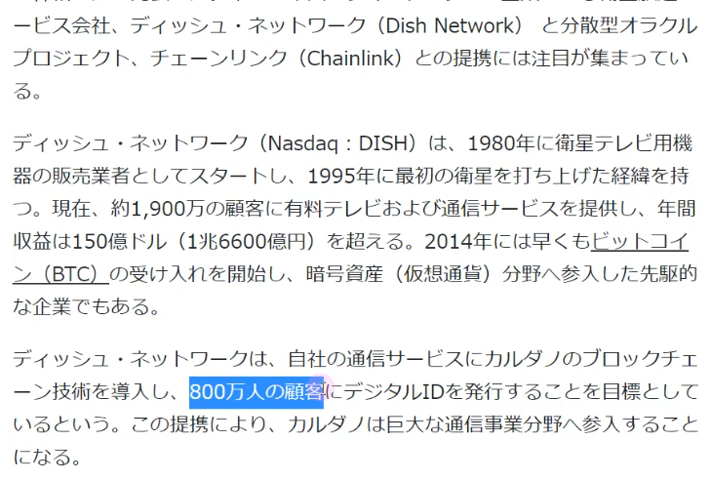 ービス会社、ディッシュ・ネットワーク（Dish Network） と分散型オラクル
プロジェクト、チェーンリンク（Chainlink）との提携には注目が集まってい
る。
ディッシュ・ネットワーク（Nasdaq：DISH）は、1980年に衛星テレビ用機
器の販売業者としてスタートし、1995年に最初の衛星を打ち上げた経緯を持
つ。現在、約1,900万の顧客に有料テレビおよび通信サービスを提供し、年間
収益は150億ドル（1兆6600億円）を超える。2014年には早くもビットコイ
ン（BTC）の受け入れを開始し、暗号資産（仮想通貨）分野へ参入した先駆的
な企業でもある。
ディッシュ・ネットワークは、自社の通信サービスにカルダノのブロックチェ
ーン技術を導入し、800万人の顧客にデジタルIDを発行することを目標として
いるという。この提携により、カルダノは巨大な通信事業分野へ参入すること
になる。